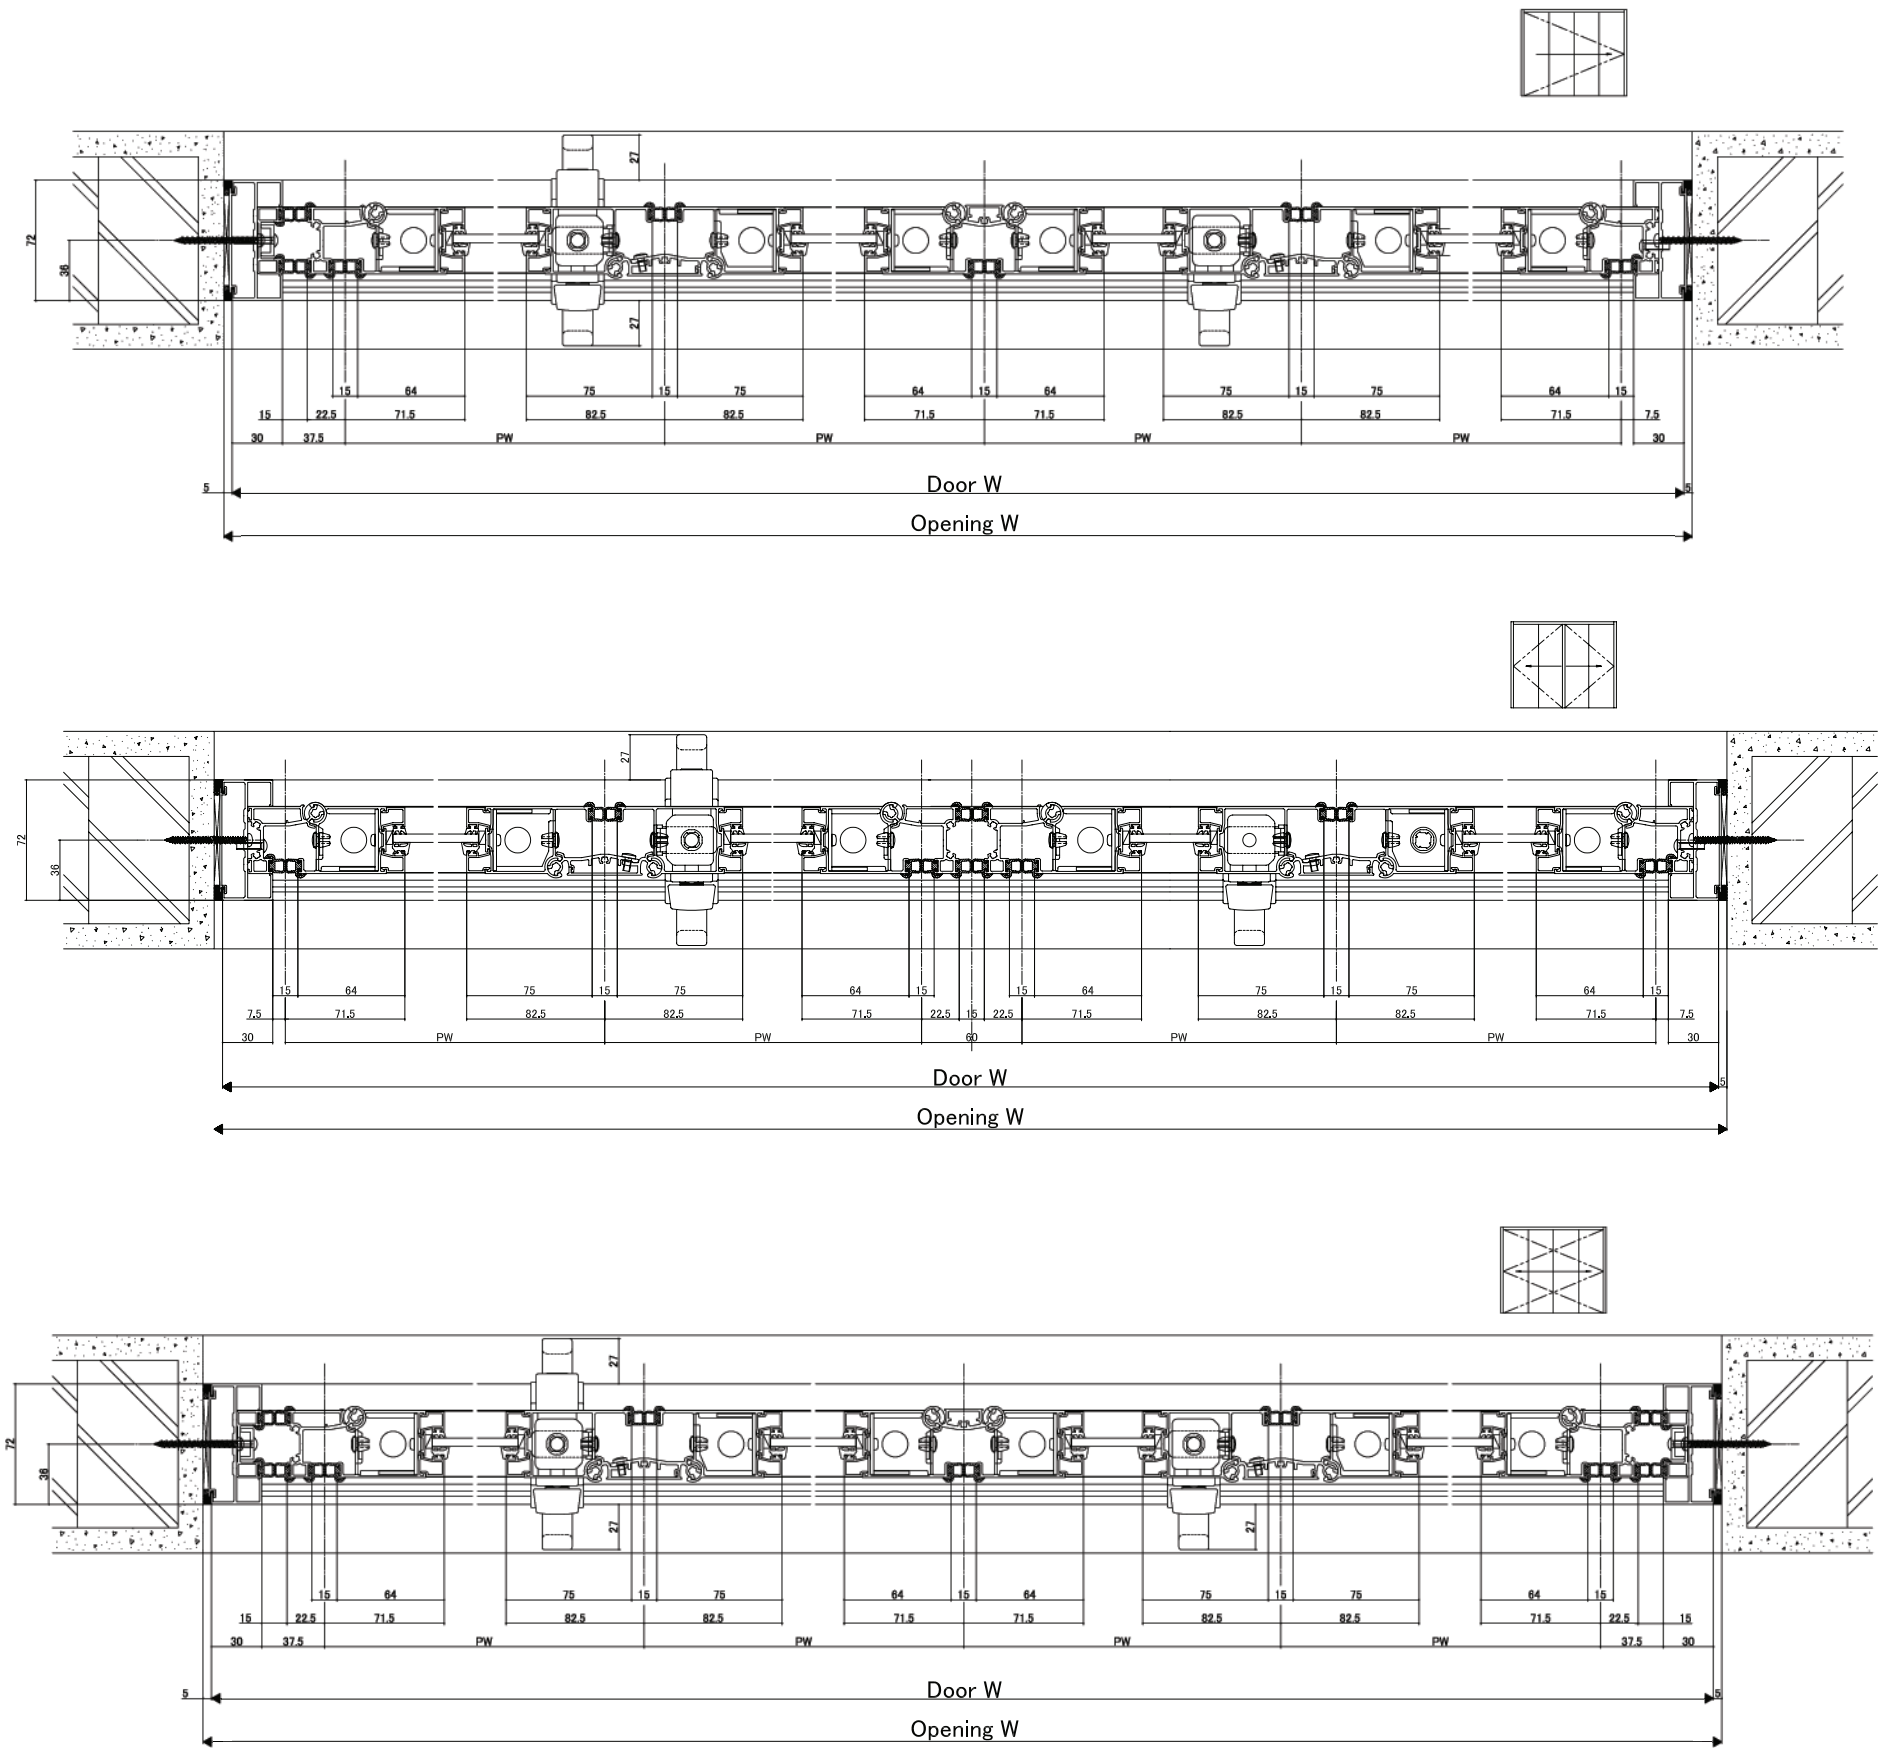 27
72
36
27
15 64 75 15 75 64 15 64 75 15 75 64 15
15 22.5 71.5 82.5 82.5 71.5 71.5 82.5 82.5 71.5 7.5
30 37.5 PW PW PW PW 30
5 Door W 5
Opening W
27
72
36
15 64 75 15 75 64 15 15 64 75 15 75 64 15
7.5 71.5 82.5 82.5 71.5 22.5 15 22.5 71.5 82.5 82.5 71.5 7.5
30 PW PW 60 PW PW 30
Door W 5
Opening W
27
72
36
27 27
15 64 75 15 75 64 15 64 75 15 75 64 15
15 22.5 71.5 82.5 82.5 71.5 71.5 82.5 82.5 71.5 22.5 15
30 37.5 PW PW PW PW 37.5 30
5 Door W 5
Opening W